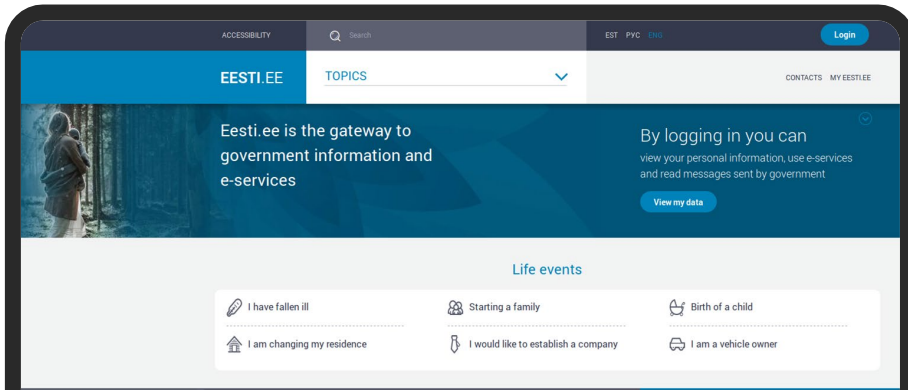 ACCESSIBILITY
Search
EST РУС ENG
Login
EESTI.EE
TOPICS
CONTACTS MY EESTI.EE
Eesti.ee is the gateway to
government information and
e-services
By logging in you can
view your personal information, use e-services
and read messages sent by government
View my data
Life events
I have fallen ill
Starting a family
Birth of a child
I am changing my residence
I would like to establish a company
I am a vehicle owner